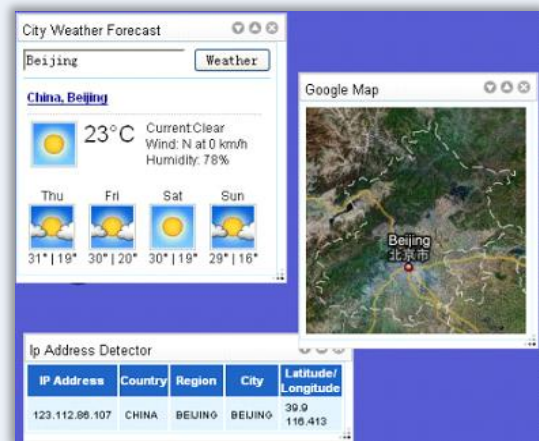 City Weather Forecast
Beijing
Weather
China, Beijing
23°C
Current:Clear
Wind: N at 0 km/h
Humidity: 78%
Thu Fri Sat Sun
31° | 19° 30° | 20° 30° | 19° 29° | 16°
Google Map
Beijing
北京市
Ip Address Detector
IP Address Country Region City Latitude/
Longitude
123.112.86.107 CHINA BEIJING BEIJING 39.9
116.413